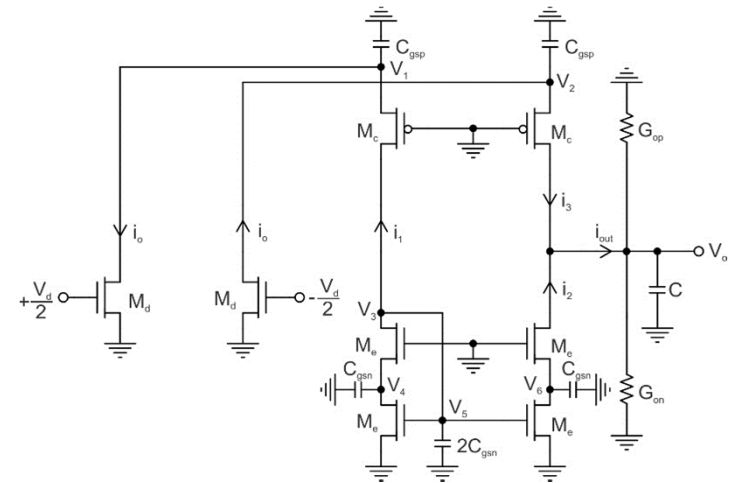 C_gsp C_gsp
V_1 V_2
M_c M_c G_op
i_o i_o i_1 i_3
i_out V_o
+V_d/2 M_d M_d -V_d/2 i_2 C
V_3
M_e M_e
C_gsn V_4 V_6 C_gsn G_on
M_e V_5 M_e
2C_gsn